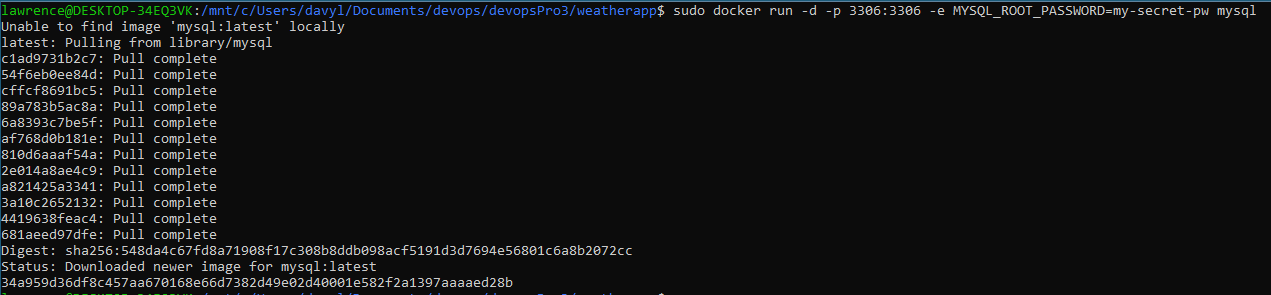 lawrence@DESKTOP-34EQ3VK:/mnt/c/Users/davyl/Documents/devops/devopsPro3/weatherapp$ sudo docker run -d -p 3306:3306 -e MYSQL_ROOT_PASSWORD=my-secret-pw mysql
Unable to find image 'mysql:latest' locally
latest: Pulling from library/mysql
c1ad9731b2c7: Pull complete
54f6eb0ee84d: Pull complete
cffcf8691bc5: Pull complete
89a783b5ac8a: Pull complete
6a8393c7be5f: Pull complete
af768d0b181e: Pull complete
810d6aaaf54a: Pull complete
2e014a8ae4c9: Pull complete
a821425a3341: Pull complete
3a10c2652132: Pull complete
4419638feac4: Pull complete
681aeed97dfe: Pull complete
Digest: sha256:548da4c67fd8a71908f17c308b8ddb098acf5191d3d7694e56801c6a8b2072cc
Status: Downloaded newer image for mysql:latest
34a959d36df8c457aa670168e66d7382d49e02d40001e582f2a1397aaaaed28b